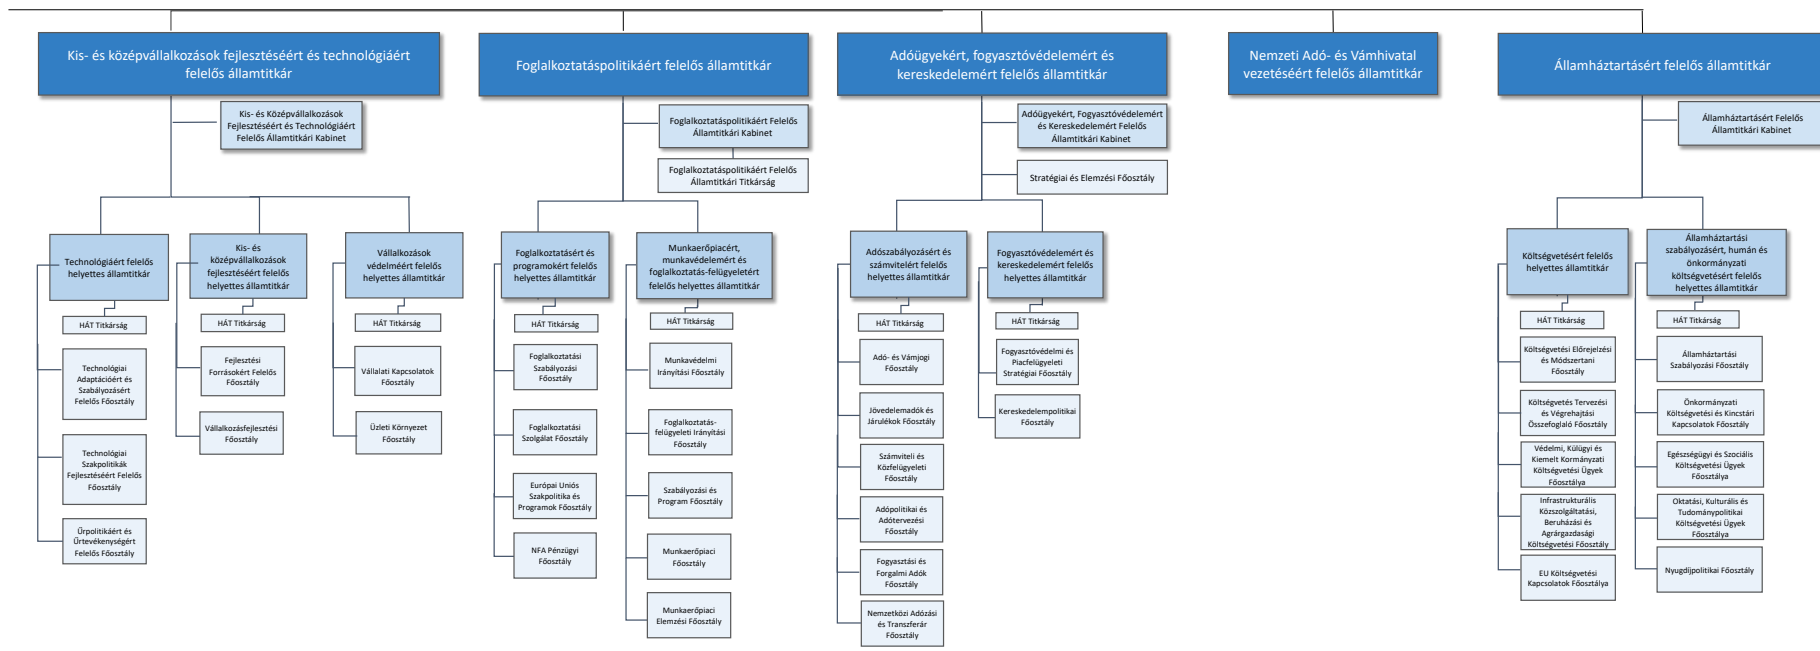 Kis- és középvállalkozások fejlesztéséért és technológiáért
felelős államtitkár
Kis- és Középvállalkozások
Fejlesztéséért és Technológiáért
Felelős Államtitkári Kabinet
Technológiáért felelős
helyettes államtitkár
HÁT Titkárság
Technológiai
Adaptációért és
Szabályozásért
Felelős Főosztály
Technológiai
Szakpolitikák
Fejlesztéséért Felelős
Főosztály
Űrpolitikáért és
Űrtevékenységért
Felelős Főosztály
Kis- és
középvállalkozások
fejlesztéséért felelős
helyettes államtitkár
HÁT Titkárság
Fejlesztési
Forrásokért Felelős
Főosztály
Vállalkozásfejlesztési
Főosztály
Vállalkozások
védelméért felelős
helyettes államtitkár
HÁT Titkárság
Vállalati Kapcsolatok
Főosztály
Üzleti Környezet
Főosztály
Foglalkoztatáspolitikáért felelős államtitkár
Foglalkoztatáspolitikáért Felelős
Államtitkári Kabinet
Foglalkoztatáspolitikáért Felelős
Államtitkári Titkárság
Foglalkoztatásért és
programokért felelős
helyettes államtitkár
HÁT Titkárság
Foglalkoztatási
Szabályozási
Főosztály
Foglalkoztatási
Szolgálat Főosztály
Európai Uniós
Szakpolitika és
Programok Főosztály
NFA Pénzügyi
Főosztály
Munkaerőpiacért,
munkavédelemért és
foglalkoztatás-felügyeletért
felelős helyettes államtitkár
HÁT Titkárság
Munkavédelmi
Irányítási Főosztály
Foglalkoztatás-
felügyeleti Irányítási
Főosztály
Szabályozási és
Program Főosztály
Munkaerőpiaci
Főosztály
Munkaerőpiaci
Elemzési Főosztály
Adóügyekért, fogyasztóvédelemért és
kereskedelemért felelős államtitkár
Adóügyekért, Fogyasztóvédelemért
és Kereskedelemért Felelős
Államtitkári Kabinet
Stratégiai és Elemzési Főosztály
Adószabályozásért és
számvitelért felelős
helyettes államtitkár
HÁT Titkárság
Adó- és Vámjogi
Főosztály
Jövedelemadók és
Járulékok Főosztály
Számviteli és
Közfelügyeleti
Főosztály
Adópolitikai és
Adótervezési
Főosztály
Fogyasztási és
Forgalmi Adók
Főosztály
Nemzetközi Adózási
és Transzferár
Főosztály
Fogyasztóvédelemért és
kereskedelemért felelős
helyettes államtitkár
HÁT Titkárság
Fogyasztóvédelmi és
Piacfelügyeleti
Stratégiai Főosztály
Kereskedelempolitikai
Főosztály
Nemzeti Adó- és Vámhivatal
vezetéséért felelős államtitkár
Államháztartásért felelős államtitkár
Államháztartásért Felelős
Államtitkári Kabinet
Költségvetésért felelős
helyettes államtitkár
HÁT Titkárság
Költségvetési Előrejelzési
és Módszertani
Főosztály
Költségvetés Tervezési
és Végrehajtási
Összefoglaló Főosztály
Védelmi, Külügyi és
Kiemelt Kormányzati
Költségvetési Ügyek
Főosztálya
Infrastrukturális
Közszolgáltatási,
Beruházási és
Agrárgazdasági
Költségvetési Főosztály
EU Költségvetési
Kapcsolatok Főosztálya
Államháztartási
szabályozásért, humán és
önkormányzati
költségvetésért felelős
helyettes államtitkár
HÁT Titkárság
Államháztartási
Szabályozási Főosztály
Önkormányzati
Költségvetési és Kincstári
Kapcsolatok Főosztály
Egészségügyi és Szociális
Költségvetési Ügyek
Főosztálya
Oktatási, Kulturális és
Tudománypolitikai
Költségvetési Ügyek
Főosztálya
Nyugdíjpolitikai Főosztály